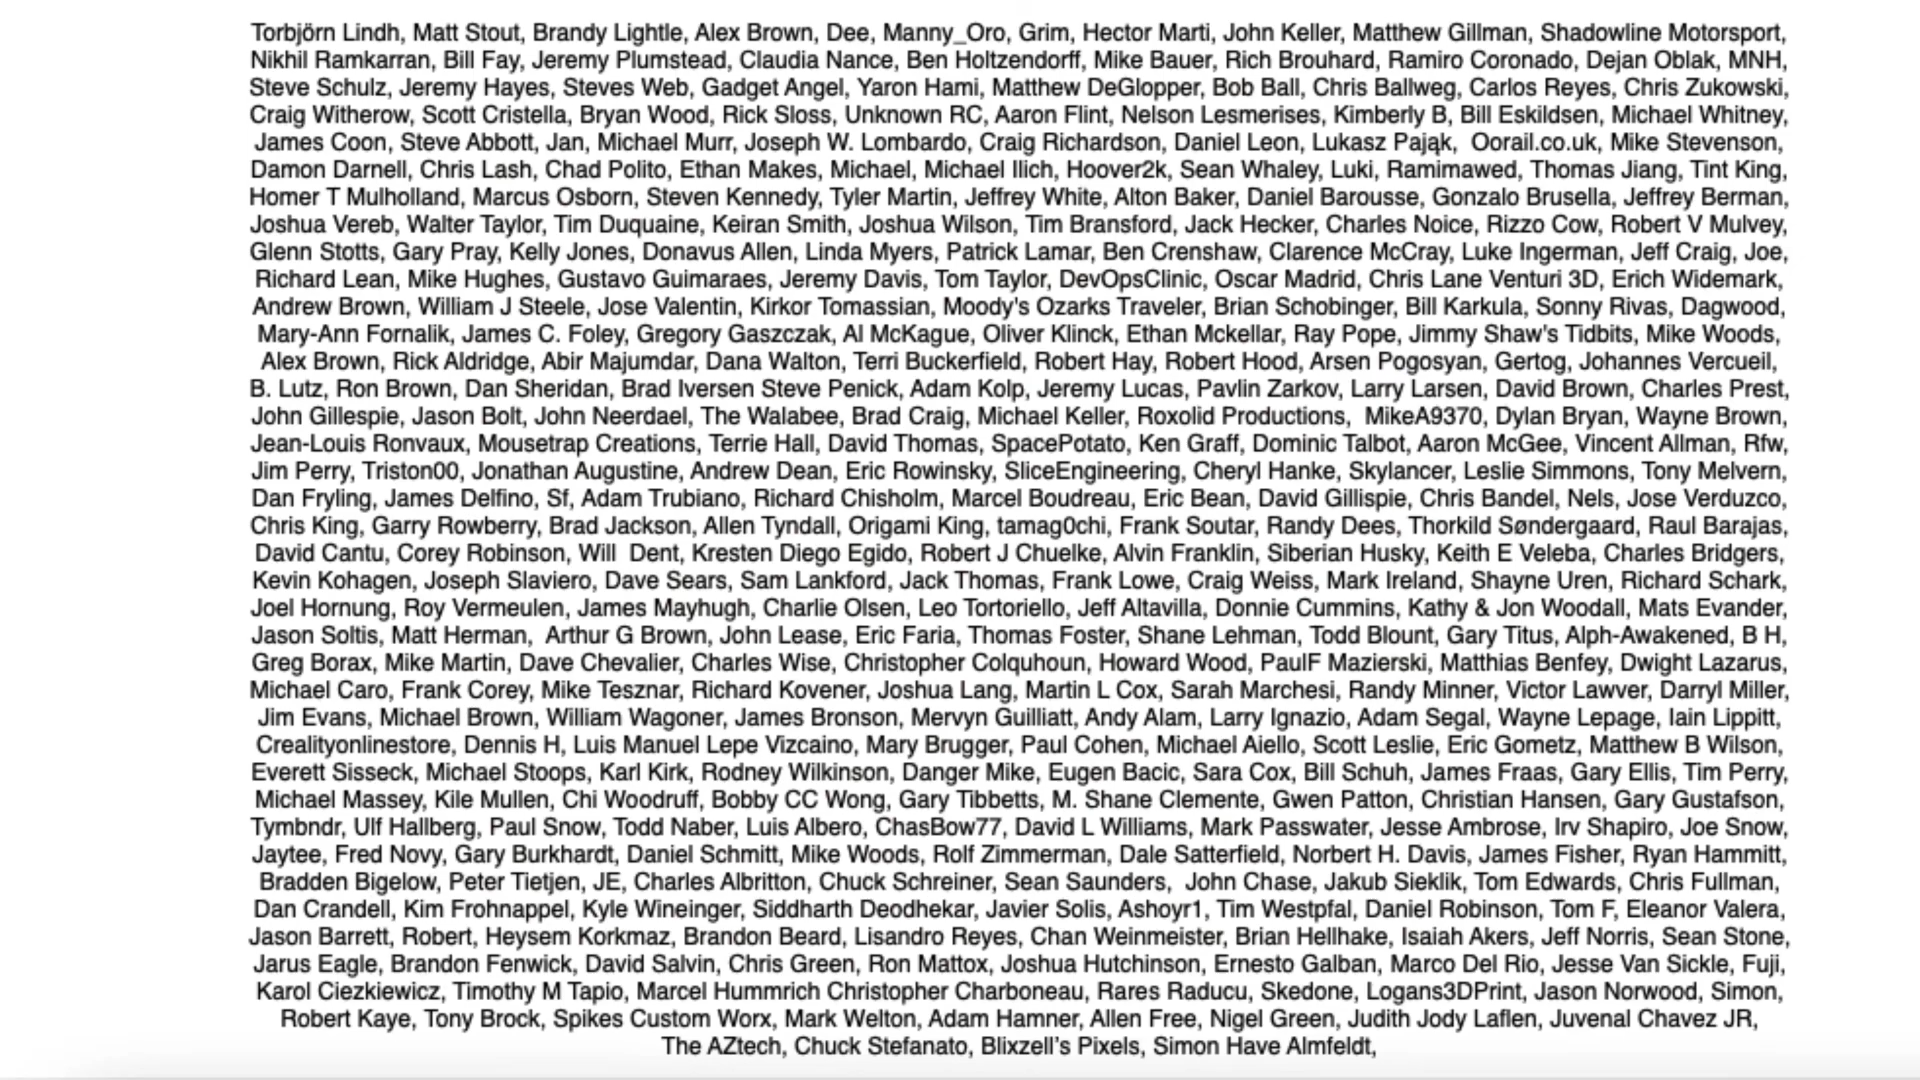 Torbjörn Lindh, Matt Stout, Brandy Lightle, Alex Brown, Dee, Manny_Oro, Grim, Hector Marti, John Keller, Matthew Gillman, Shadowline Motorsport,
Nikhil Ramkarran, Bill Fay, Jeremy Plumstead, Claudia Nance, Ben Holtzendorff, Mike Bauer, Rich Brouhard, Ramiro Coronado, Dejan Oblak, MNH,
Steve Schulz, Jeremy Hayes, Steves Web, Gadget Angel, Yaron Hami, Matthew DeGlopper, Bob Ball, Chris Ballweg, Carlos Reyes, Chris Zukowski,
Craig Witherow, Scott Cristella, Bryan Wood, Rick Sloss, Unknown RC, Aaron Flint, Nelson Lesmerises, Kimberly B, Bill Eskildsen, Michael Whitney,
James Coon, Steve Abbott, Jan, Michael Murr, Joseph W. Lombardo, Craig Richardson, Daniel Leon, Lukasz Pająk,  Oorail.co.uk, Mike Stevenson,
Damon Darnell, Chris Lash, Chad Polito, Ethan Makes, Michael, Michael Ilich, Hoover2k, Sean Whaley, Luki, Ramimawed, Thomas Jiang, Tint King,
Homer T Mulholland, Marcus Osborn, Steven Kennedy, Tyler Martin, Jeffrey White, Alton Baker, Daniel Barousse, Gonzalo Brusella, Jeffrey Berman,
Joshua Vereb, Walter Taylor, Tim Duquaine, Keiran Smith, Joshua Wilson, Tim Bransford, Jack Hecker, Charles Noice, Rizzo Cow, Robert V Mulvey,
Glenn Stotts, Gary Pray, Kelly Jones, Donavus Allen, Linda Myers, Patrick Lamar, Ben Crenshaw, Clarence McCray, Luke Ingerman, Jeff Craig, Joe,
Richard Lean, Mike Hughes, Gustavo Guimaraes, Jeremy Davis, Tom Taylor, DevOpsClinic, Oscar Madrid, Chris Lane Venturi 3D, Erich Widemark,
Andrew Brown, William J Steele, Jose Valentin, Kirkor Tomassian, Moody's Ozarks Traveler, Brian Schobinger, Bill Karkula, Sonny Rivas, Dagwood,
Mary-Ann Fornalik, James C. Foley, Gregory Gaszczak, Al McKague, Oliver Klinck, Ethan Mckellar, Ray Pope, Jimmy Shaw's Tidbits, Mike Woods,
Alex Brown, Rick Aldridge, Abir Majumdar, Dana Walton, Terri Buckerfield, Robert Hay, Robert Hood, Arsen Pogosyan, Gertog, Johannes Vercueil,
B. Lutz, Ron Brown, Dan Sheridan, Brad Iversen Steve Penick, Adam Kolp, Jeremy Lucas, Pavlin Zarkov, Larry Larsen, David Brown, Charles Prest,
John Gillespie, Jason Bolt, John Neerdael, The Walabee, Brad Craig, Michael Keller, Roxolid Productions,  MikeA9370, Dylan Bryan, Wayne Brown,
Jean-Louis Ronvaux, Mousetrap Creations, Terrie Hall, David Thomas, SpacePotato, Ken Graff, Dominic Talbot, Aaron McGee, Vincent Allman, Rfw,
Jim Perry, Triston00, Jonathan Augustine, Andrew Dean, Eric Rowinsky, SliceEngineering, Cheryl Hanke, Skylancer, Leslie Simmons, Tony Melvern,
Dan Fryling, James Delfino, Sf, Adam Trubiano, Richard Chisholm, Marcel Boudreau, Eric Bean, David Gillispie, Chris Bandel, Nels, Jose Verduzco,
Chris King, Garry Rowberry, Brad Jackson, Allen Tyndall, Origami King, tamag0chi, Frank Soutar, Randy Dees, Thorkild Søndergaard, Raul Barajas,
David Cantu, Corey Robinson, Will  Dent, Kresten Diego Egido, Robert J Chuelke, Alvin Franklin, Siberian Husky, Keith E Veleba, Charles Bridgers,
Kevin Kohagen, Joseph Slaviero, Dave Sears, Sam Lankford, Jack Thomas, Frank Lowe, Craig Weiss, Mark Ireland, Shayne Uren, Richard Schark,
Joel Hornung, Roy Vermeulen, James Mayhugh, Charlie Olsen, Leo Tortoriello, Jeff Altavilla, Donnie Cummins, Kathy & Jon Woodall, Mats Evander,
Jason Soltis, Matt Herman,  Arthur G Brown, John Lease, Eric Faria, Thomas Foster, Shane Lehman, Todd Blount, Gary Titus, Alph-Awakened, B H,
Greg Borax, Mike Martin, Dave Chevalier, Charles Wise, Christopher Colquhoun, Howard Wood, PaulF Mazierski, Matthias Benfey, Dwight Lazarus,
Michael Caro, Frank Corey, Mike Tesznar, Richard Kovener, Joshua Lang, Martin L Cox, Sarah Marchesi, Randy Minner, Victor Lawver, Darryl Miller,
Jim Evans, Michael Brown, William Wagoner, James Bronson, Mervyn Guilliatt, Andy Alam, Larry Ignazio, Adam Segal, Wayne Lepage, Iain Lippitt,
Crealityonlinestore, Dennis H, Luis Manuel Lepe Vizcaino, Mary Brugger, Paul Cohen, Michael Aiello, Scott Leslie, Eric Gometz, Matthew B Wilson,
Everett Sisseck, Michael Stoops, Karl Kirk, Rodney Wilkinson, Danger Mike, Eugen Bacic, Sara Cox, Bill Schuh, James Fraas, Gary Ellis, Tim Perry,
Michael Massey, Kile Mullen, Chi Woodruff, Bobby CC Wong, Gary Tibbetts, M. Shane Clemente, Gwen Patton, Christian Hansen, Gary Gustafson,
Tymbndr, Ulf Hallberg, Paul Snow, Todd Naber, Luis Albero, ChasBow77, David L Williams, Mark Passwater, Jesse Ambrose, Irv Shapiro, Joe Snow,
Jaytee, Fred Novy, Gary Burkhardt, Daniel Schmitt, Mike Woods, Rolf Zimmerman, Dale Satterfield, Norbert H. Davis, James Fisher, Ryan Hammitt,
Bradden Bigelow, Peter Tietjen, JE, Charles Albritton, Chuck Schreiner, Sean Saunders,  John Chase, Jakub Sieklik, Tom Edwards, Chris Fullman,
Dan Crandell, Kim Frohnappel, Kyle Wineinger, Siddharth Deodhekar, Javier Solis, Ashoyr1, Tim Westpfal, Daniel Robinson, Tom F, Eleanor Valera,
Jason Barrett, Robert, Heysem Korkmaz, Brandon Beard, Lisandro Reyes, Chan Weinmeister, Brian Hellhake, Isaiah Akers, Jeff Norris, Sean Stone,
Jarus Eagle, Brandon Fenwick, David Salvin, Chris Green, Ron Mattox, Joshua Hutchinson, Ernesto Galban, Marco Del Rio, Jesse Van Sickle, Fuji,
Karol Ciezkiewicz, Timothy M Tapio, Marcel Hummrich Christopher Charboneau, Rares Raducu, Skedone, Logans3DPrint, Jason Norwood, Simon,
Robert Kaye, Tony Brock, Spikes Custom Worx, Mark Welton, Adam Hamner, Allen Free, Nigel Green, Judith Jody Laflen, Juvenal Chavez JR,
The AZtech, Chuck Stefanato, Blixzell’s Pixels, Simon Have Almfeldt,